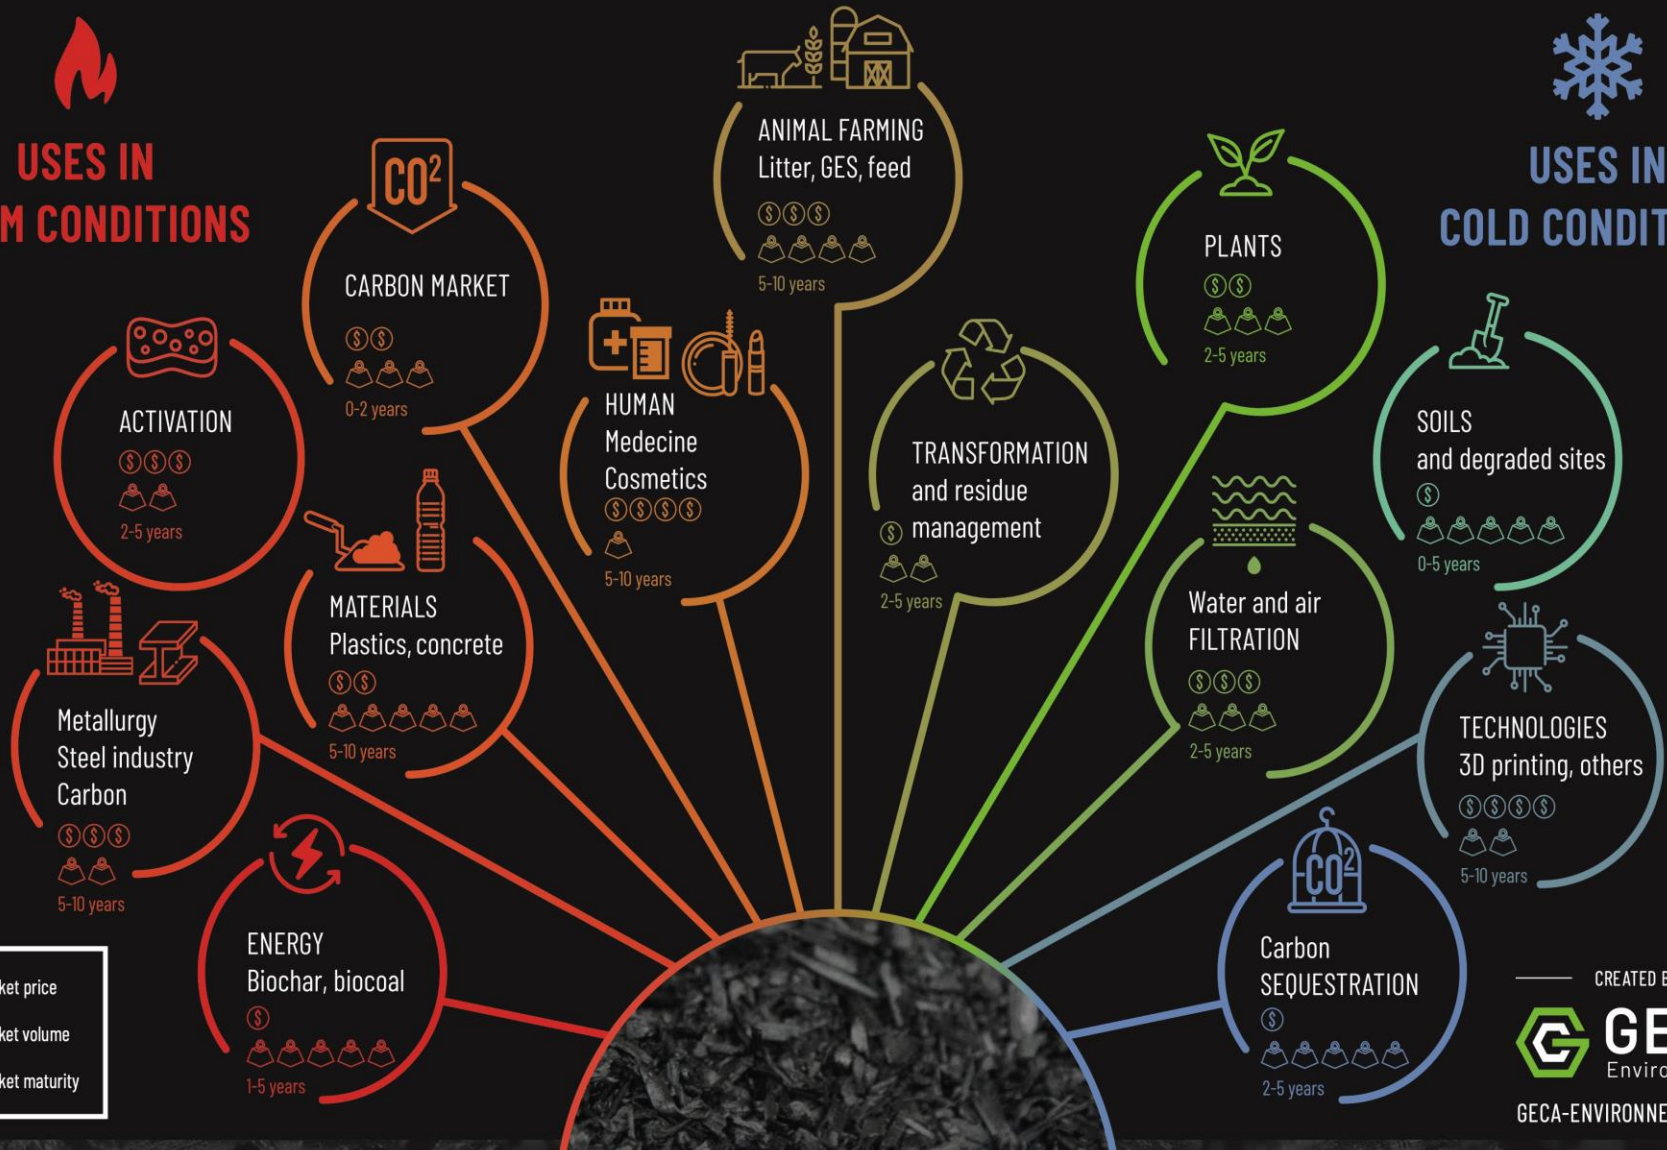 USES IN
M CONDITIONS
USES IN
COLD CONDIT
ANIMAL FARMING
Litter, GES, feed
$ $ $
5-10 years
CO²
CARBON MARKET
$ $
0-2 years
PLANTS
$ $
2-5 years
ACTIVATION
$ $ $
2-5 years
HUMAN
Medecine
Cosmetics
$ $ $ $
5-10 years
TRANSFORMATION
and residue
management
$
2-5 years
SOILS
and degraded sites
$
0-5 years
MATERIALS
Plastics, concrete
$ $
5-10 years
Water and air
FILTRATION
$ $ $
2-5 years
Metallurgy
Steel industry
Carbon
$ $ $
5-10 years
TECHNOLOGIES
3D printing, others
$ $ $ $
5-10 years
ENERGY
Biochar, biocoal
$
1-5 years
CO²
Carbon
SEQUESTRATION
$
2-5 years
ket price
ket volume
ket maturity
CREATED B
GE
Enviro
GECA-ENVIRONNE